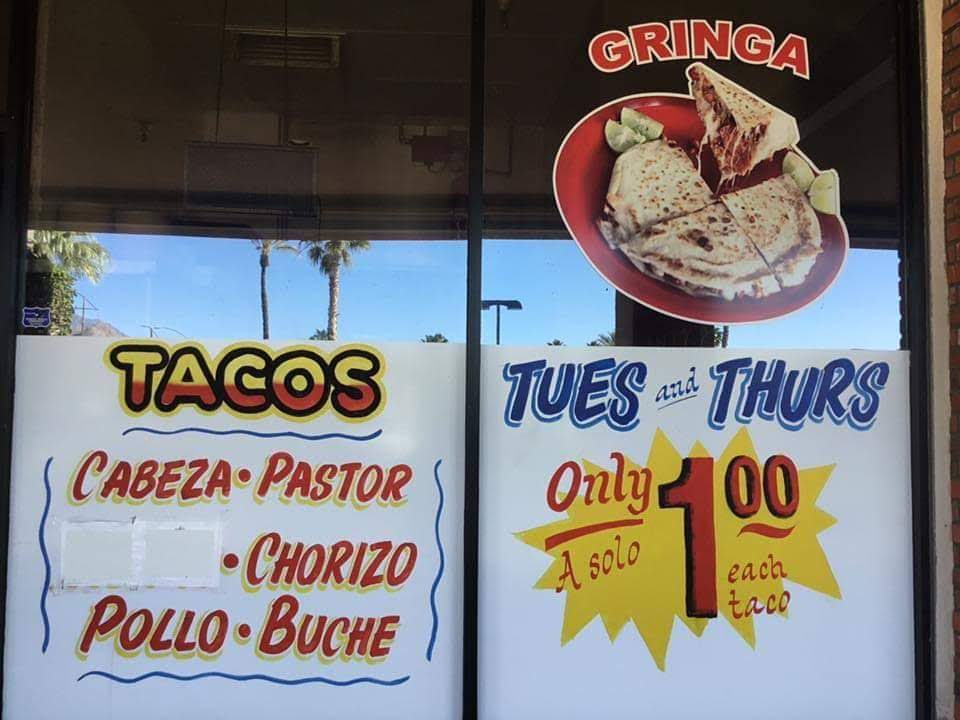 GRINGA
TACOS
CABEZA • PASTOR
• CHORIZO
POLLO • BUCHE
TUES and THURS
Only 1 00
A solo
each
taco